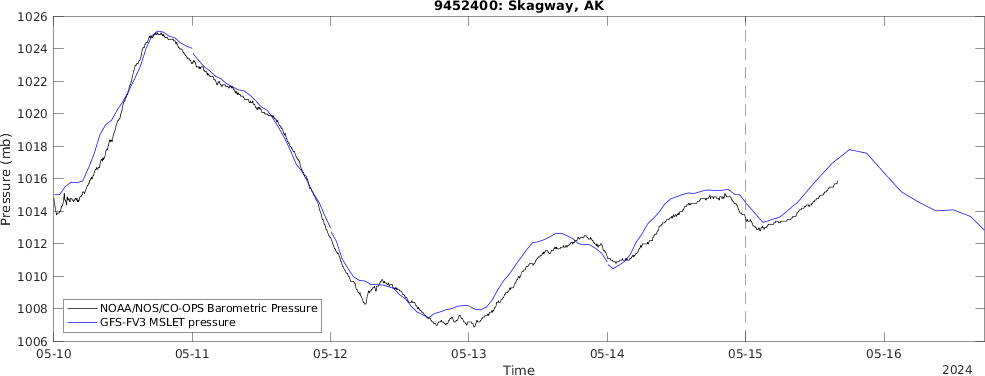 9452400: Skagway, AK
1026
1024
1022
1020
1018
1016
1014
1012
1010
1008
1006
Pressure (mb)
NOAA/NOS/CO-OPS Barometric Pressure
GFS-FV3 MSLET pressure
05-10 05-11 05-12 05-13 05-14 05-15 05-16
Time
2024